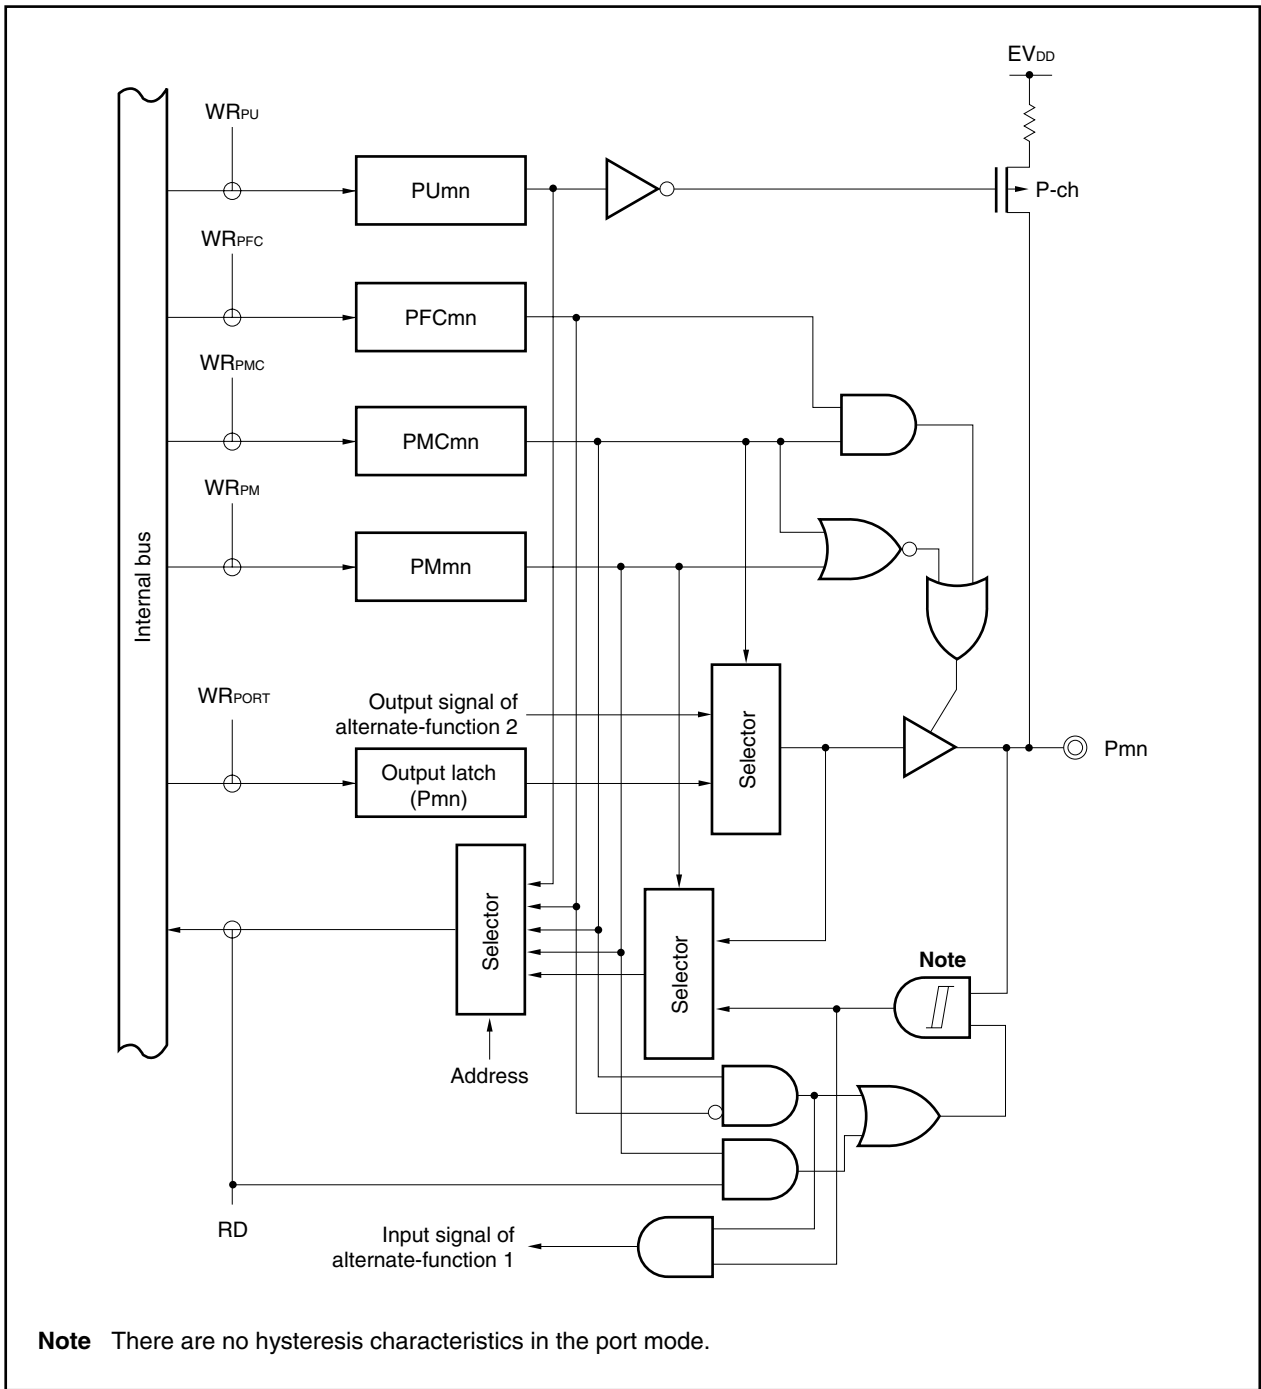 EVDD
WRPU
PUmn
P-ch
WRPFC
PFCmn
WRPMC
PMCmn
WRPM
PMmn
Internal bus
WRPORT
Output signal of
alternate-function 2
Selector
Pmn
Output latch
(Pmn)
Selector
Selector
Note
Address
RD
Input signal of
alternate-function 1
Note There are no hysteresis characteristics in the port mode.